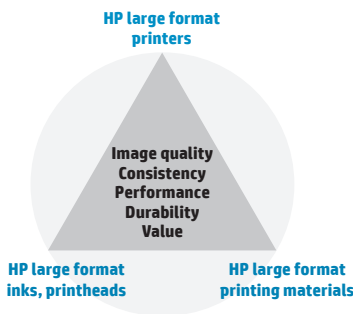 HP large format
printers
Image quality
Consistency
Performance
Durability
Value
HP large format
inks, printheads
HP large format
printing materials